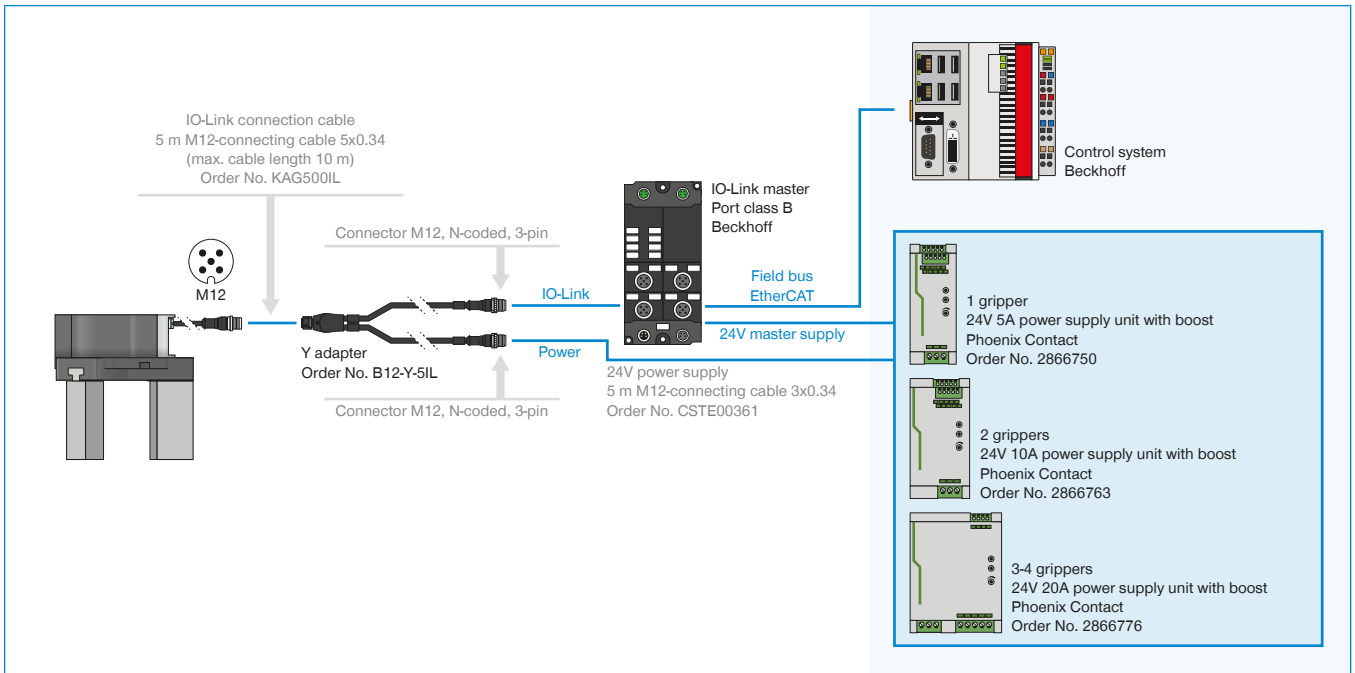 IO-Link connection cable
5 m M12-connecting cable 5x0.34
(max. cable length 10 m)
Order No. KAG500IL
M12
Connector M12, N-coded, 3-pin
Y adapter
Order No. B12-Y-5IL
Connector M12, N-coded, 3-pin
IO-Link
Power
IO-Link master
Port class B
Beckhoff
Field bus
EtherCAT
24V master supply
24V power supply
5 m M12-connecting cable 3x0.34
Order No. CSTE00361
Control system
Beckhoff
1 gripper
24V 5A power supply unit with boost
Phoenix Contact
Order No. 2866750
2 grippers
24V 10A power supply unit with boost
Phoenix Contact
Order No. 2866763
3-4 grippers
24V 20A power supply unit with boost
Phoenix Contact
Order No. 2866776